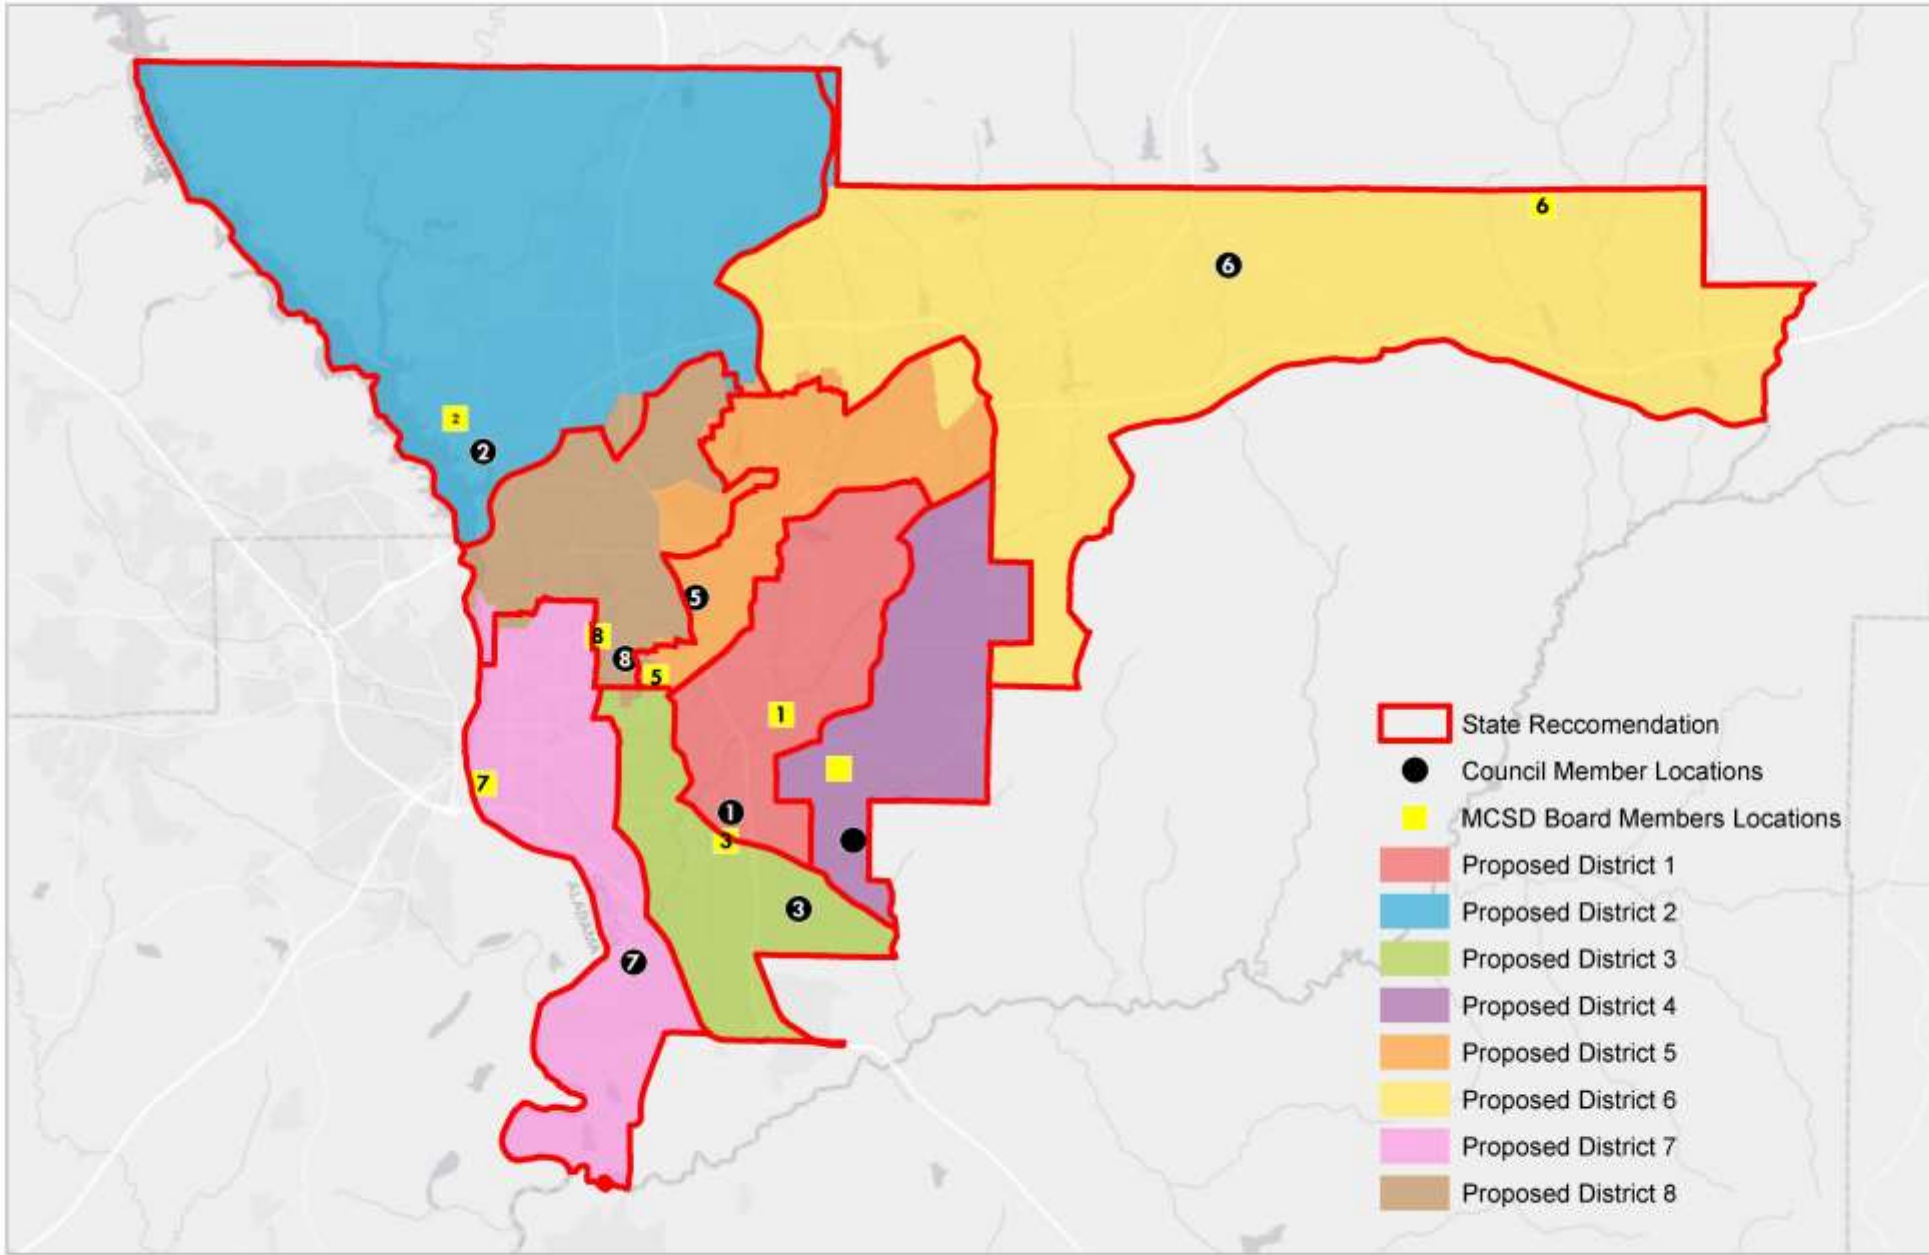 ALABAMA
6
6
2
2
5
8
8
5
1
7
1
3
3
7
ALABAMA
State Reccomendation
Council Member Locations
MCSD Board Members Locations
Proposed District 1
Proposed District 2
Proposed District 3
Proposed District 4
Proposed District 5
Proposed District 6
Proposed District 7
Proposed District 8